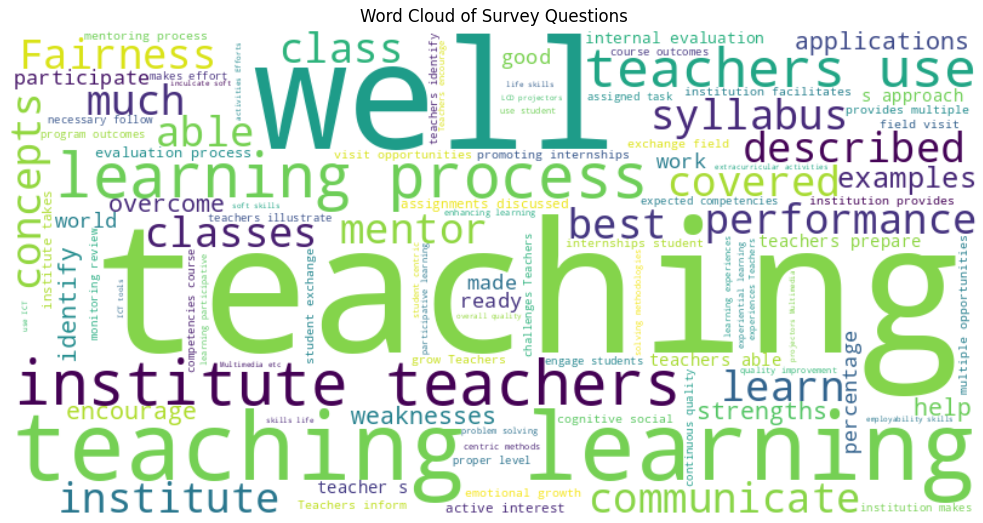 Word Cloud of Survey Questions
mentoring process
Fairness
class
well
good
internal evaluation
applications
course outcomes
teachers use
participate
makes effort
inculcate soft
activities Efforts
teachers identify
Teachers encourage
life skills
LCD projectors
use student
assigned task
institution facilitates
s approach
provides multiple
field visit
much
necessary follow
program outcomes
able
syllabus
described
concepts
evaluation process
visit opportunities
promoting internships
exchange field
work
extracurricular activities
learning process
covered
examples
soft skills
enhancing learning
expected competencies
institution provides
overcome
assignments discussed
world
teachers illustrate
institute takes
monitoring review
classes
mentor
best
performance
internships student
teachers prepare
identify
use ICT
ICT tools
competencies course
learning participative
student exchange
student centric
participative learning
made
ready
overall quality
challenges Teachers
solving methodologies
learning experiences
experiential learning
experiences Teachers
projectors Multimedia
multiple opportunities
teaching
Multimedia etc
grow Teachers
engage students
teachers able
quality improvement
institute teachers
learn
percentage
encourage
weaknesses
cognitive social
continuous quality
strengths
help
skills life
problem solving
employability skills
teaching learning
centric methods
proper level
institute
teacher s
Teachers inform
emotional growth
active interest
communicate
institution makes